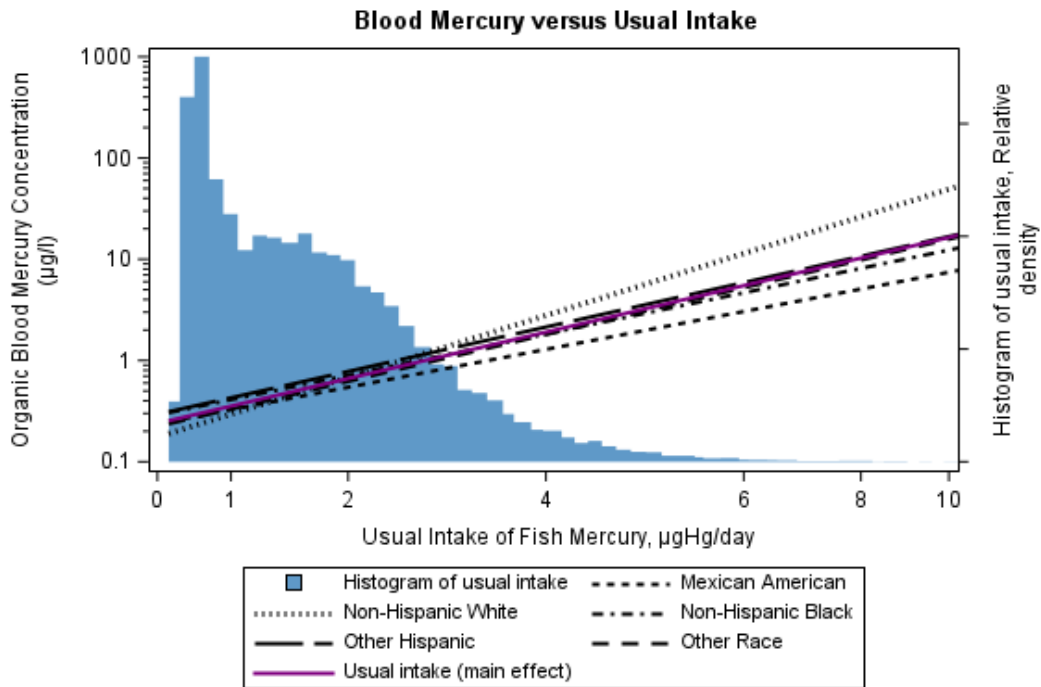 Blood Mercury versus Usual Intake
Organic Blood Mercury Concentration
(µg/l)
1000
100
10
1
0.1
Histogram of usual intake, Relative
density
0 1 2 4 6 8 10
Usual Intake of Fish Mercury, µgHg/day
Histogram of usual intake Mexican American
Non-Hispanic White Non-Hispanic Black
Other Hispanic Other Race
Usual intake (main effect)